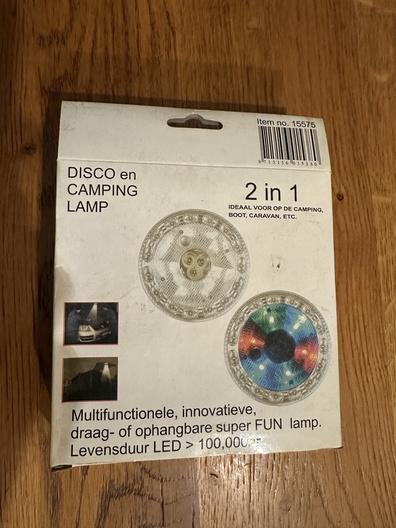 Item no. 15575
DISCO en
CAMPING
LAMP
2 in 1
IDEAAL VOOR OP DE CAMPING,
BOOT, CARAVAN, ETC.
Multifunctionele, innovatieve,
draag- of ophangbare super FUN lamp.
Levensduur LED > 100,000